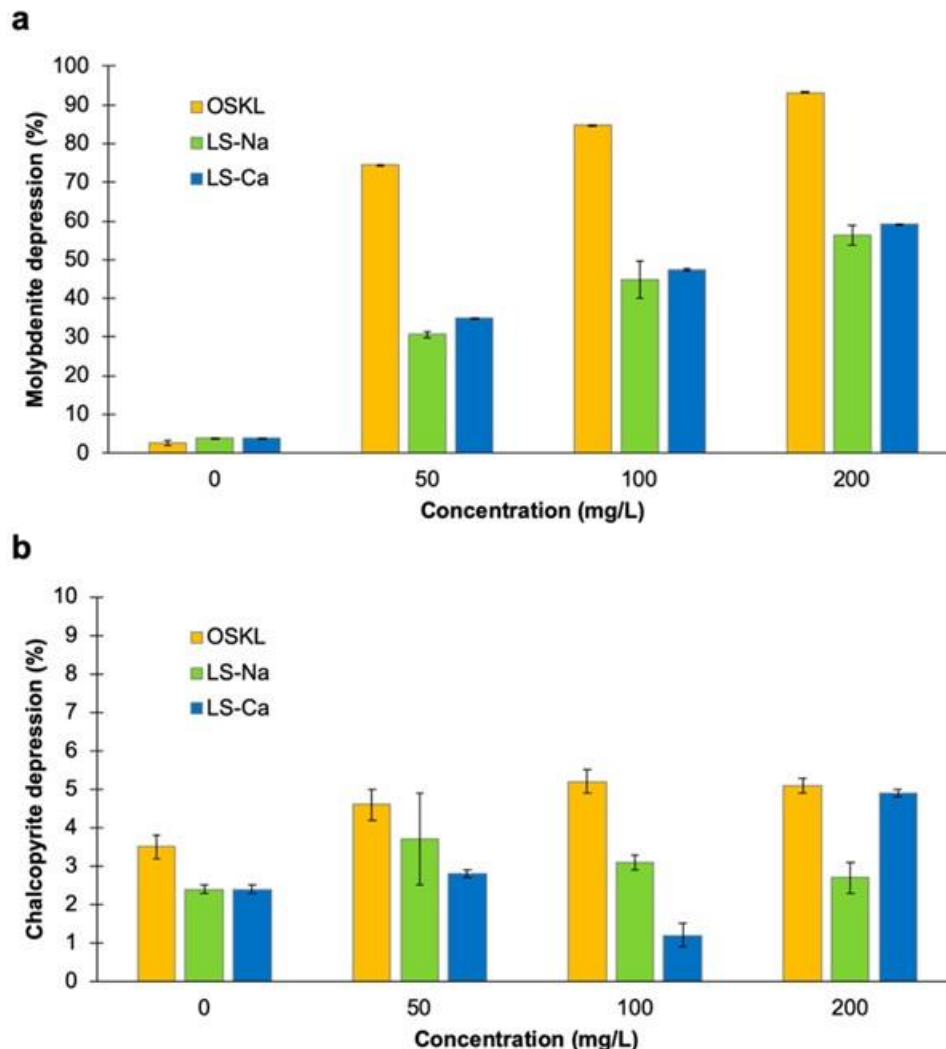 a
Molybdenite depression (%)
100
90
80
70
60
50
40
30
20
10
0
OSKL
LS-Na
LS-Ca
0 50 100 200
Concentration (mg/L)
b
Chalcopyrite depression (%)
10
9
8
7
6
5
4
3
2
1
0
OSKL
LS-Na
LS-Ca
0 50 100 200
Concentration (mg/L)